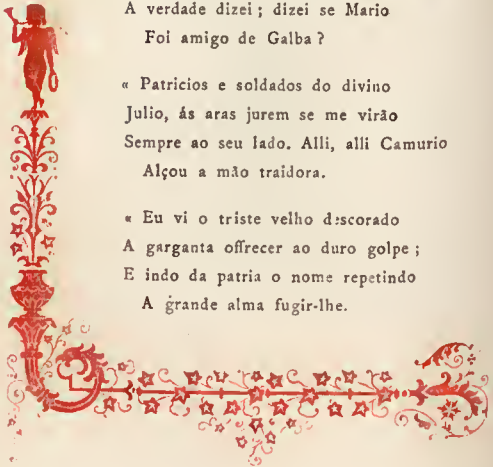 A verdade dizei; dizei se Mario
Foi amigo de Galba?
« Patricios e soldados do divino
Julio, ás aras jurem se me virão
Sempre ao seu lado. Alli, alli Camurio
Alçou a mão traidora.
« Eu vi o triste velho descorado
A garganta offrecer ao duro golpe;
E indo da patria o nome repetindo
A grande alma fugir-lhe.